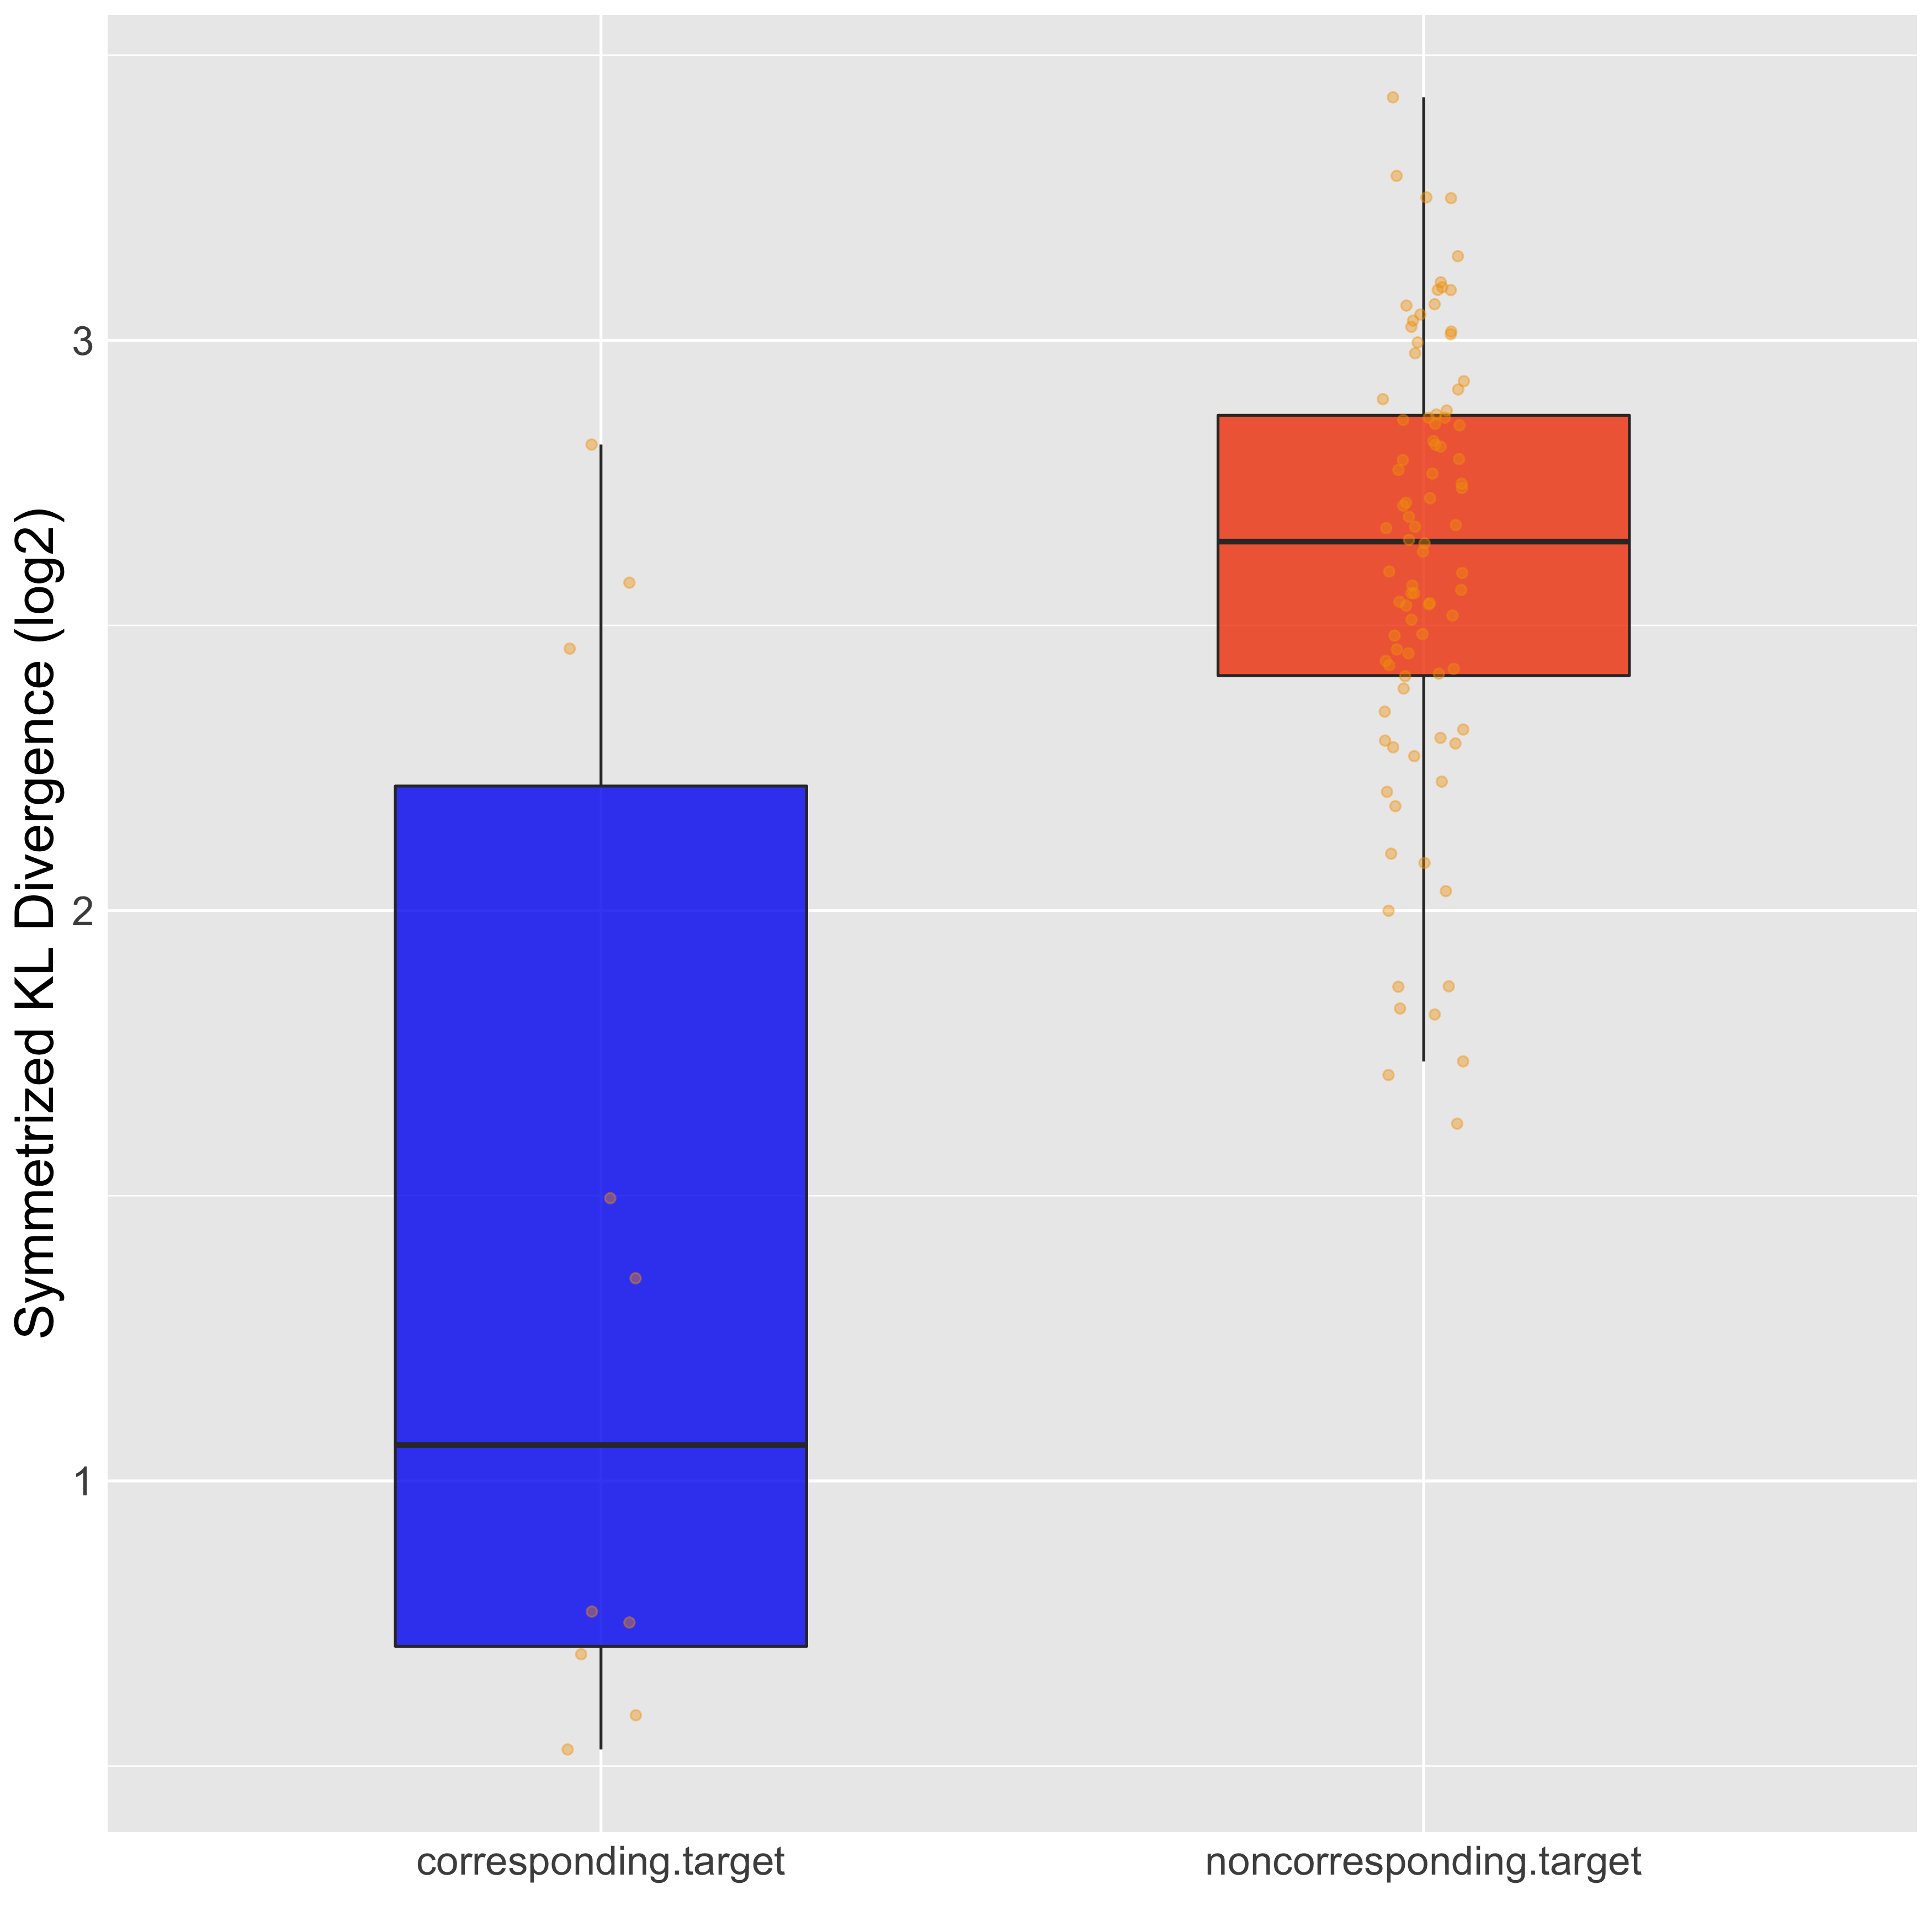 Symmetrized KL Divergence (log2)
3
2
1
corresponding.target
noncorresponding.target